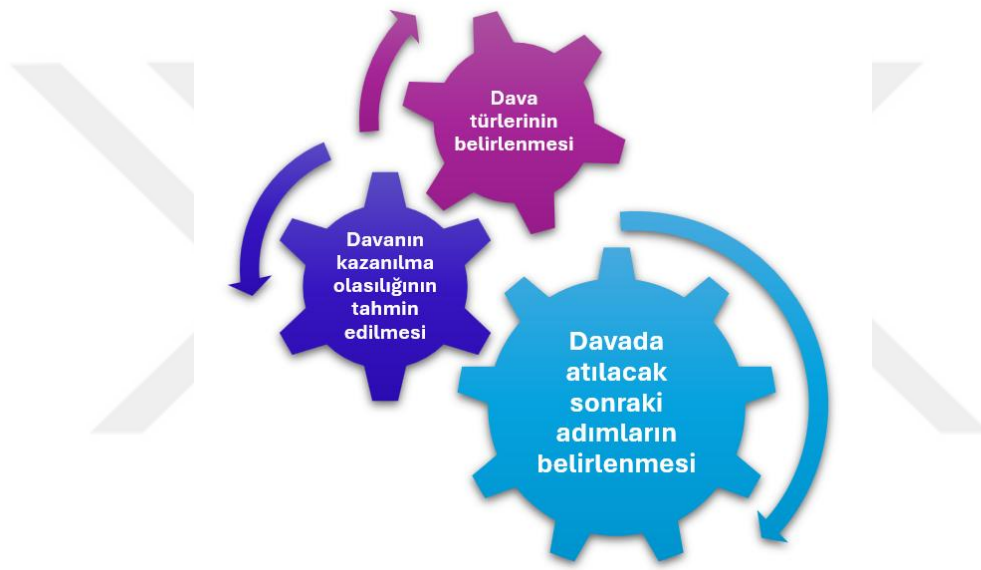 Dava
türlerinin
belirlenmesi
Davanın
kazanılma
olasılığının
tahmin
edilmesi
Davada
atılacak
sonraki
adımların
belirlenmesi